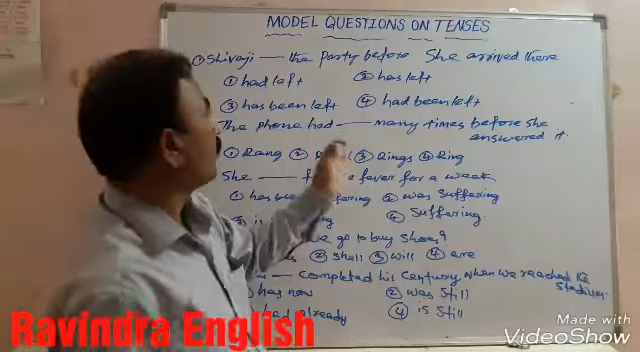 MODEL QUESTIONS ON TENSES
① Shivaji — the party before She arrived there
① had left ② has left
③ has been left ④ had been left
The phone had — many times before she
answered it.
① Rang ② ③ Rings ④ Ring
She — a fever for a week
① ② was Suffering
④ Suffering
we go to buy Shoes?
② Shall ③ will ④ are
— completed his Century, when we reached the
Stadium
has now ② was Still
already ④ is Still
Ravindra English
Made with
VideoShow